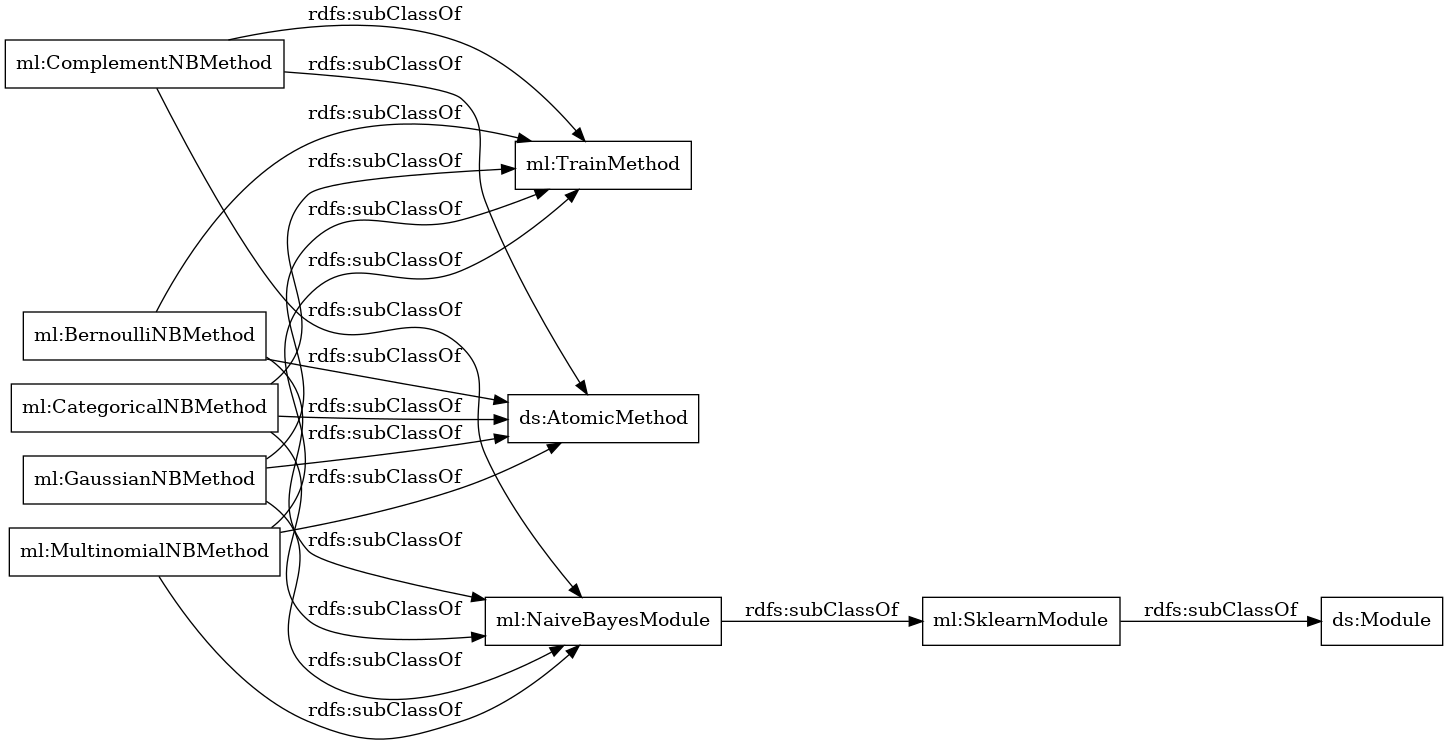 rdfs:subClassOf
ml:ComplementNBMethod
rdfs:subClassOf
rdfs:subClassOf
rdfs:subClassOf
ml:TrainMethod
rdfs:subClassOf
rdfs:subClassOf
rdfs:subClassOf
ml:BernoulliNBMethod
rdfs:subClassOf
ml:CategoricalNBMethod
rdfs:subClassOf
ds:AtomicMethod
rdfs:subClassOf
ml:GaussianNBMethod
rdfs:subClassOf
ml:MultinomialNBMethod
rdfs:subClassOf
rdfs:subClassOf
ml:NaiveBayesModule
rdfs:subClassOf
ml:SklearnModule
rdfs:subClassOf
ds:Module
rdfs:subClassOf
rdfs:subClassOf